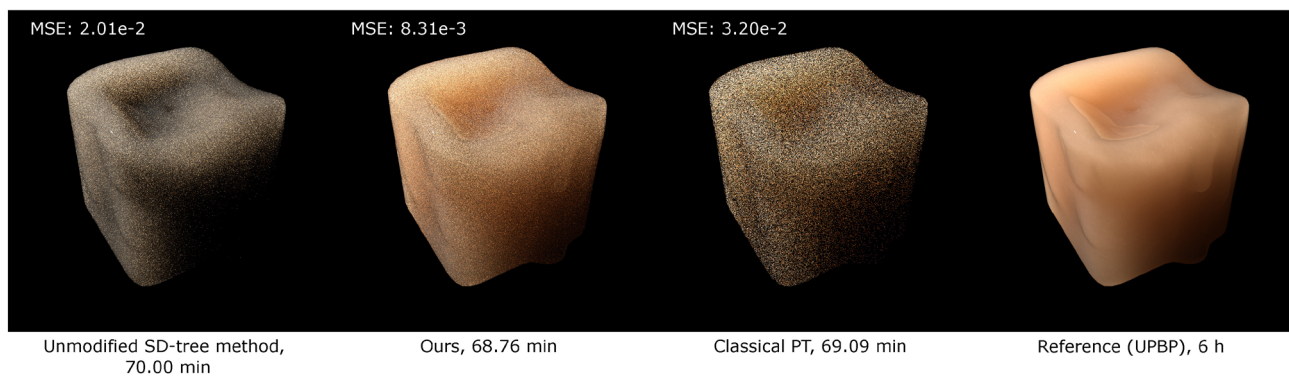 MSE: 2.01e-2
MSE: 8.31e-3
MSE: 3.20e-2
Unmodified SD-tree method,
70.00 min
Ours, 68.76 min
Classical PT, 69.09 min
Reference (UPBP), 6 h